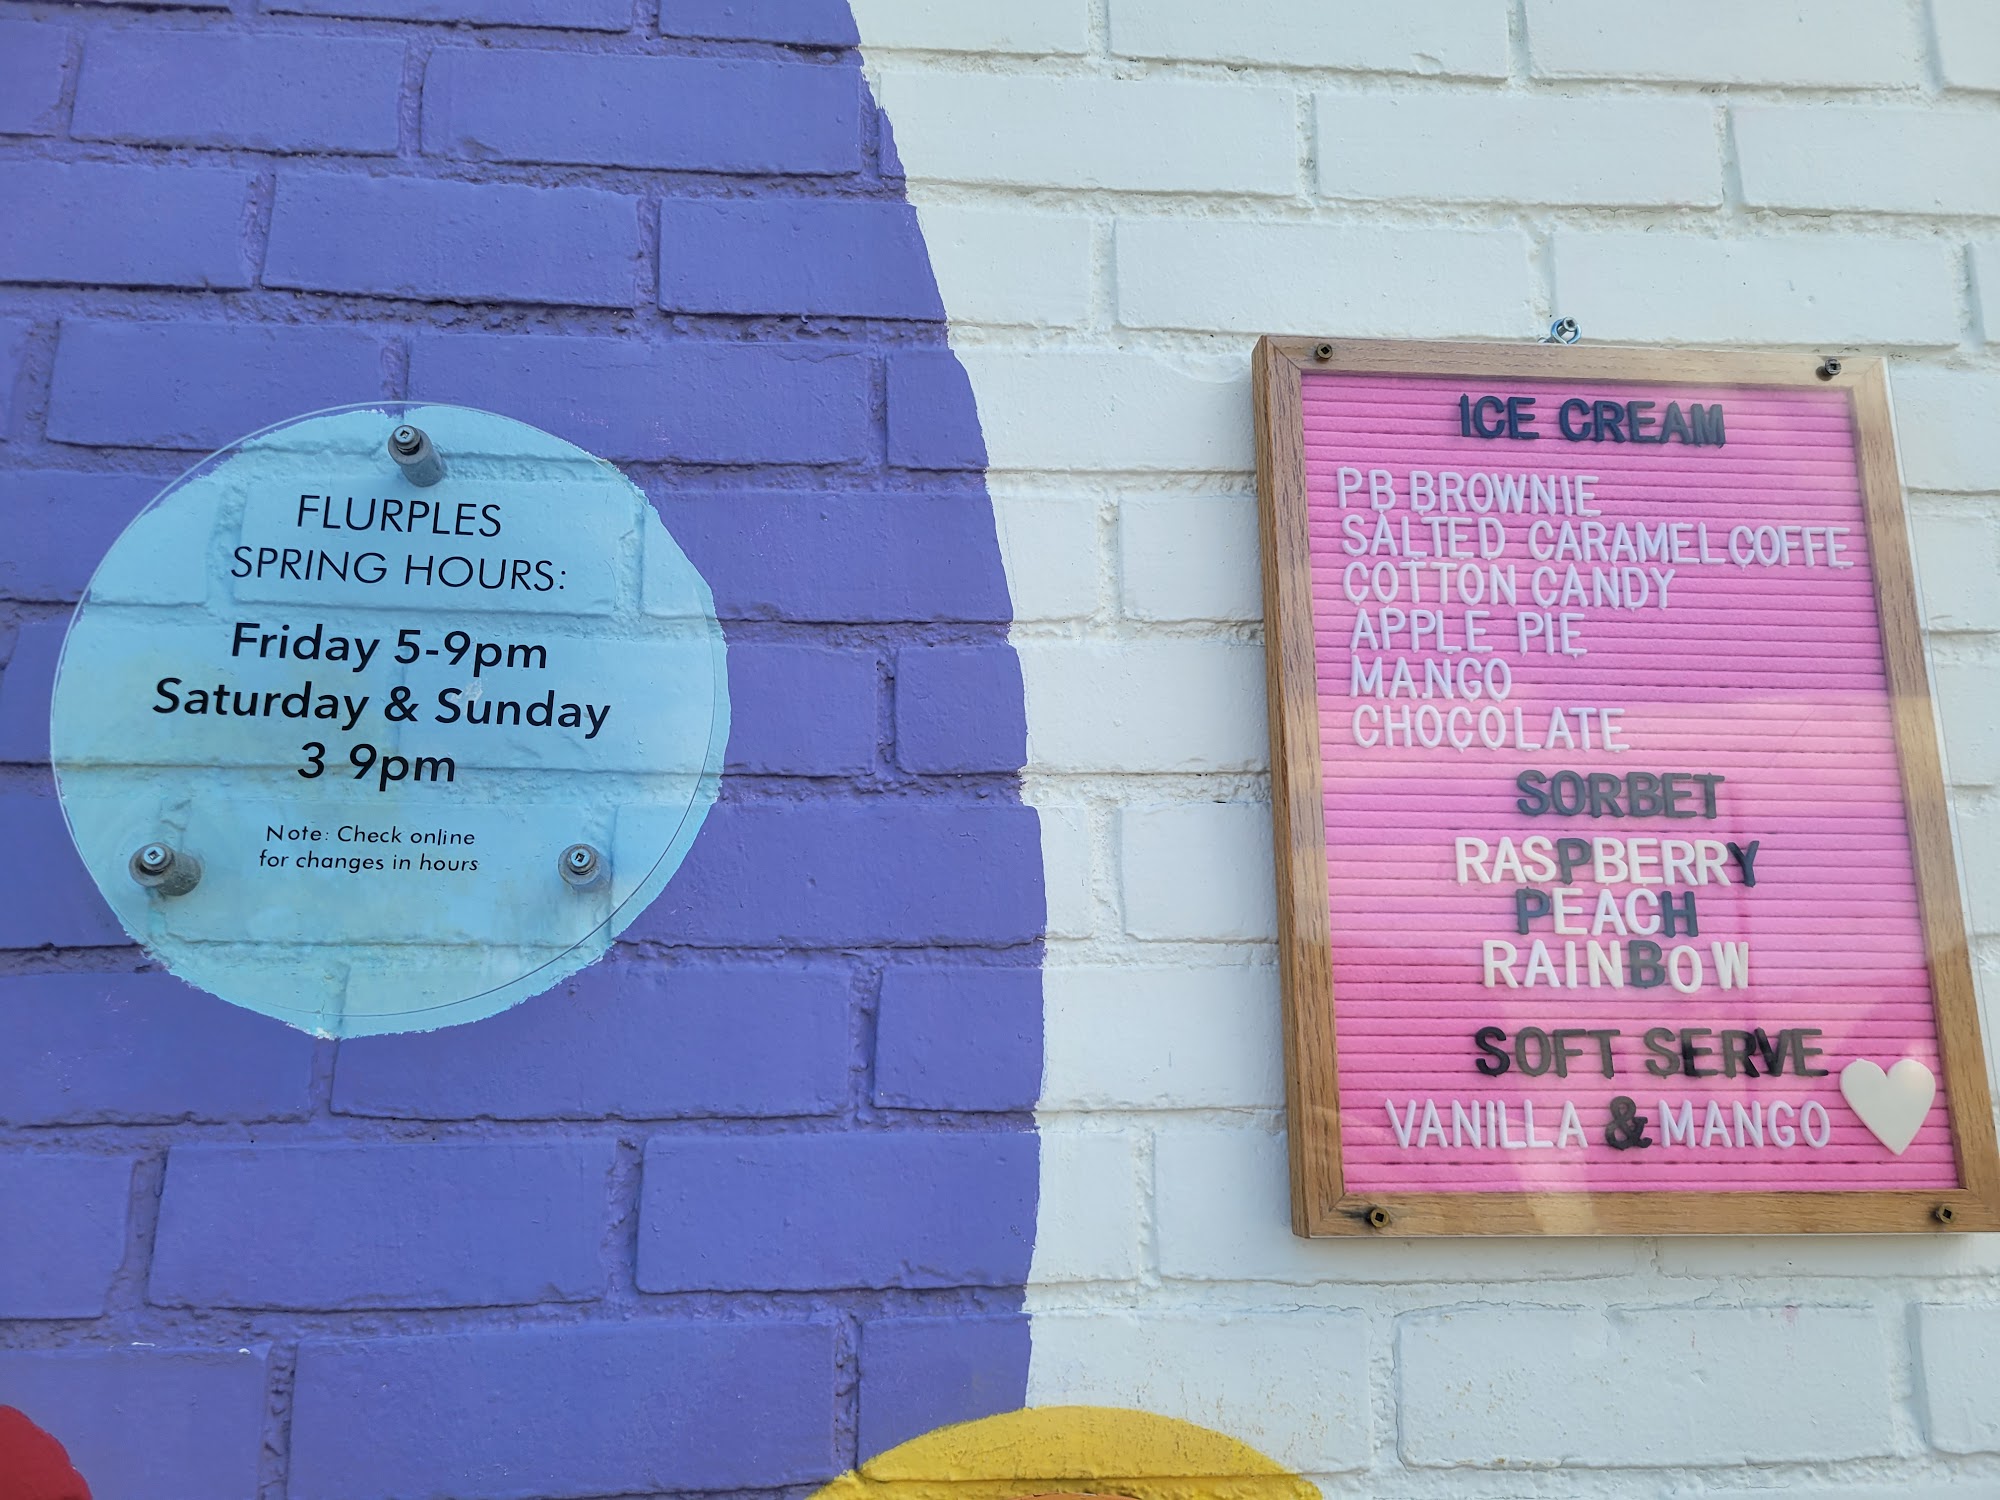 FLURPLES
SPRING HOURS:
Friday 5-9pm
Saturday & Sunday
3 9pm
Note: Check online
for changes in hours
ICE CREAM
PB BROWNIE
SALTED CARAMEL COFFE
COTTON CANDY
APPLE PIE
MANGO
CHOCOLATE
SORBET
RASPBERRY
PEACH
RAINBOW
SOFT SERVE
VANILLA & MANGO